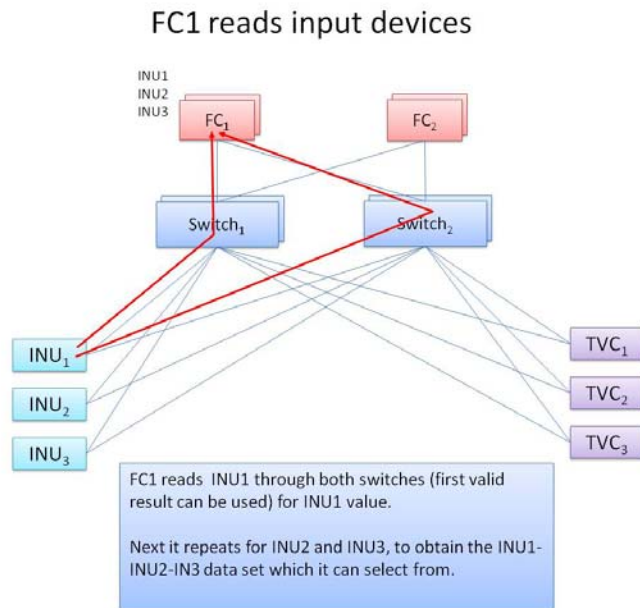 FC1 reads input devices
INU1
INU2
INU3
FC₁
FC₂
Switch₁
Switch₂
INU₁
INU₂
INU₃
TVC₁
TVC₂
TVC₃
FC1 reads INU1 through both switches (first valid
result can be used) for INU1 value.
Next it repeats for INU2 and INU3, to obtain the INU1-
INU2-IN3 data set which it can select from.